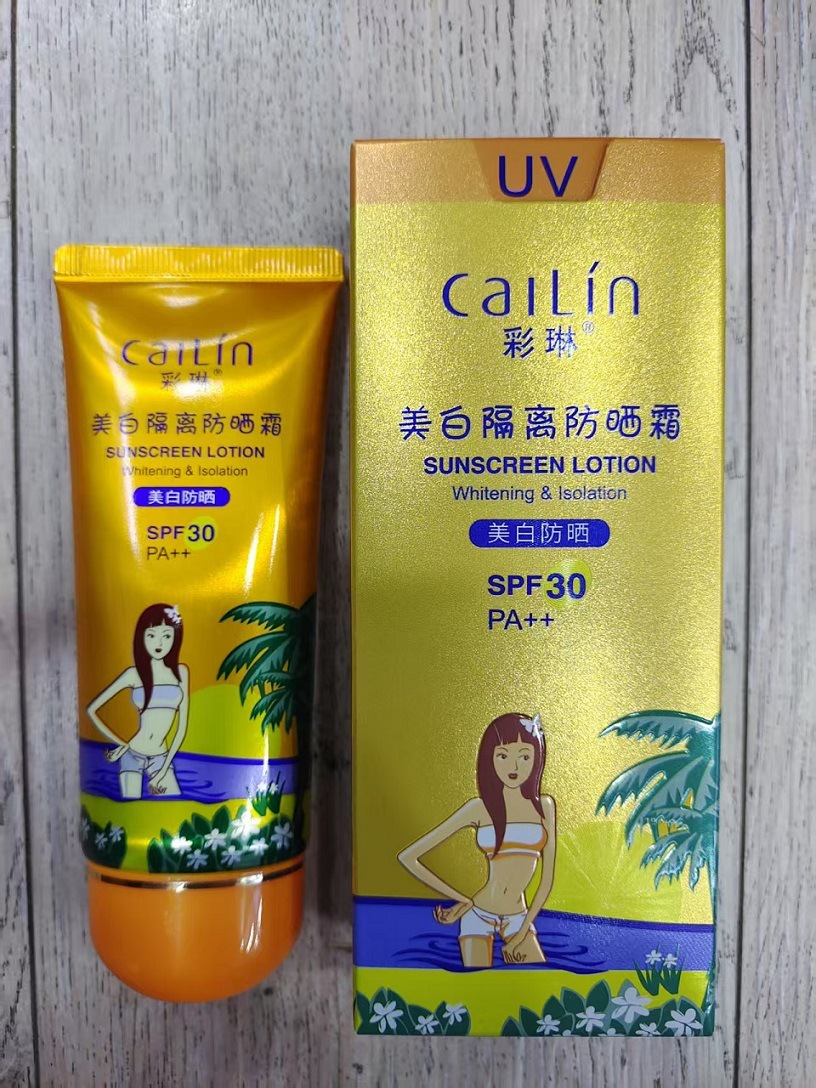 CaiLín
彩琳®
美白隔离防晒霜
SUNSCREEN LOTION
Whitening & Isolation
美白防晒
SPF30
PA++
UV
CaiLín
彩琳®
美白隔离防晒霜
SUNSCREEN LOTION
Whitening & Isolation
美白防晒
SPF30
PA++